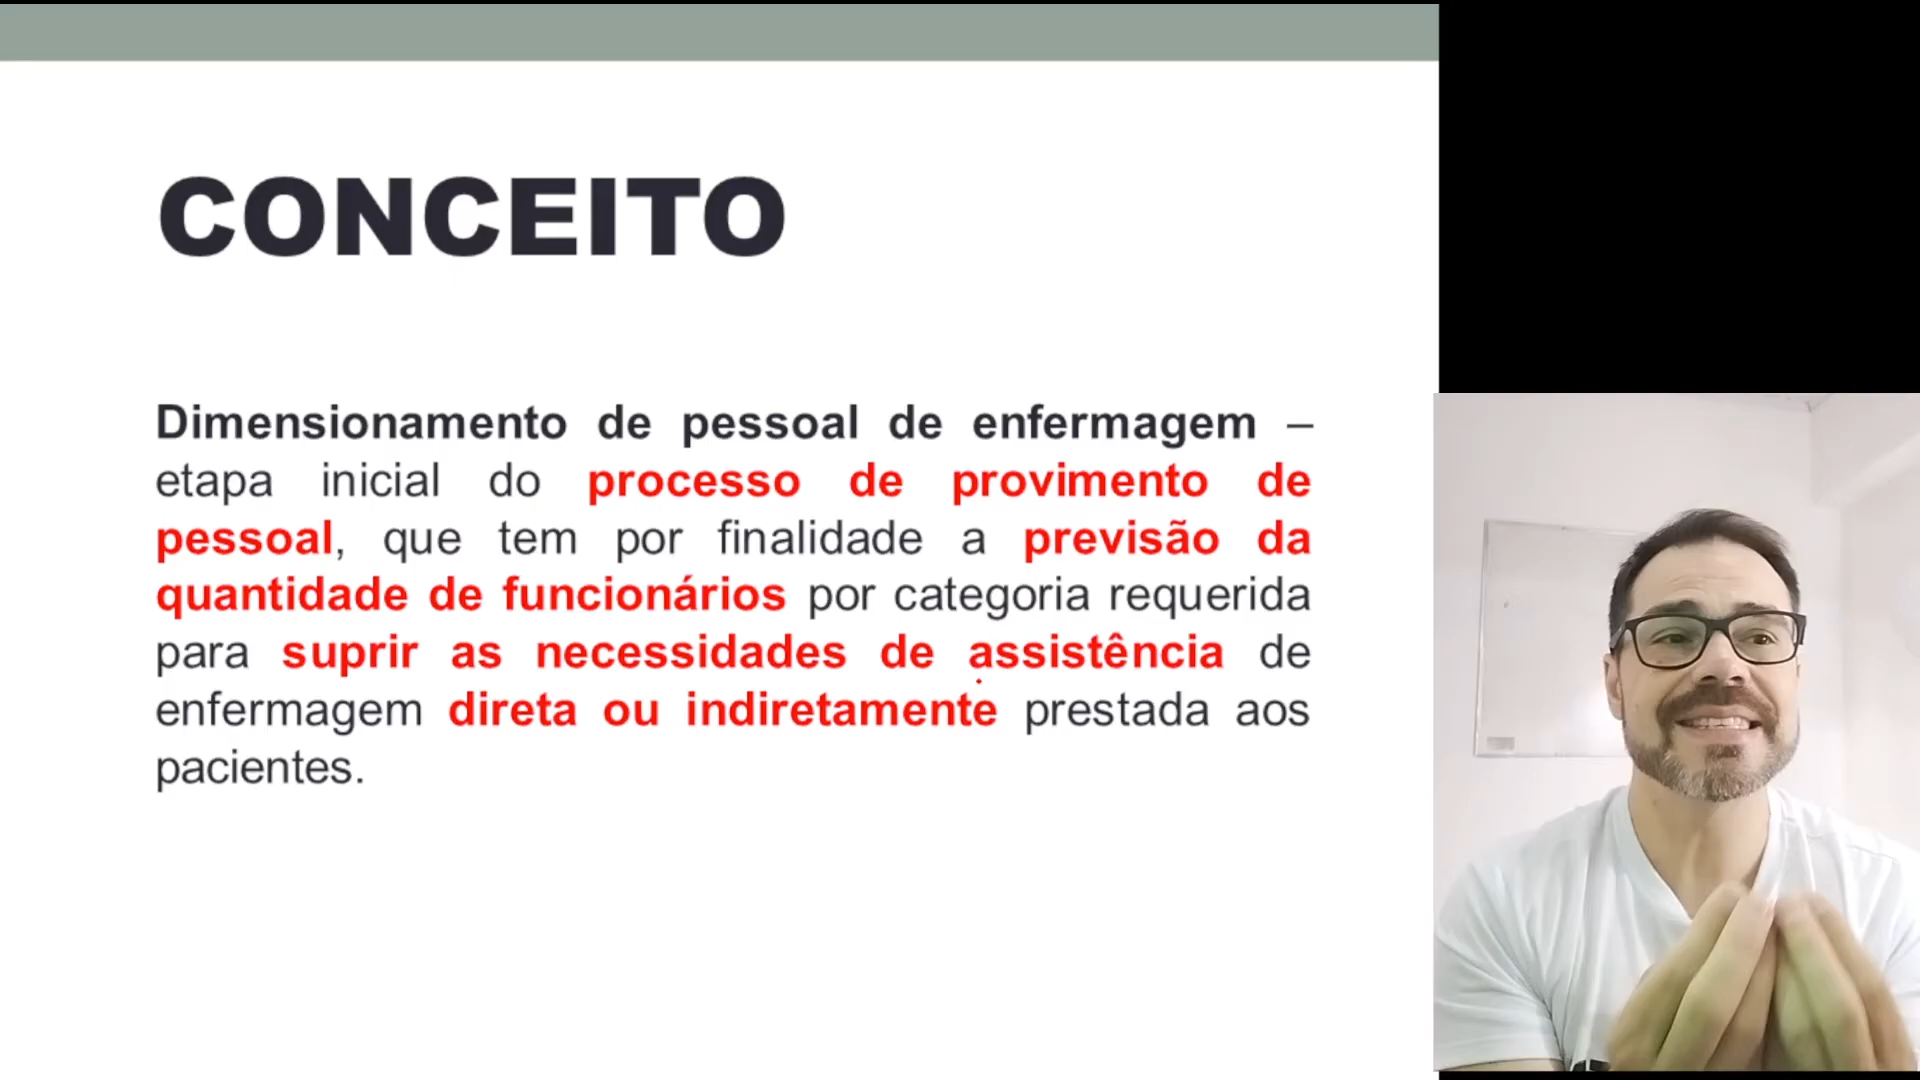 CONCEITO
Dimensionamento de pessoal de enfermagem –
etapa inicial do processo de provimento de
pessoal, que tem por finalidade a previsão da
quantidade de funcionários por categoria requerida
para suprir as necessidades de assistência de
enfermagem direta ou indiretamente prestada aos
pacientes.